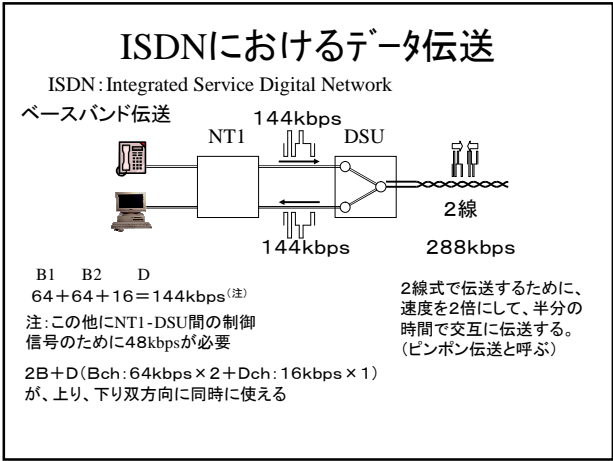 ISDNにおけるデータ伝送
ISDN:Integrated Service Digital Network
ベースバンド伝送
144kbps
NT1
DSU
2線
144kbps
288kbps
B1 B2 D
64+64+16=144kbps(注)
注:この他にNT1-DSU間の制御
信号のために48kbpsが必要
2B+D(Bch:64kbps×2+Dch:16kbps×1)
が、上り、下り双方向に同時に使える
2線式で伝送するために、
速度を2倍にして、半分の
時間で交互に伝送する。
(ピンポン伝送と呼ぶ)